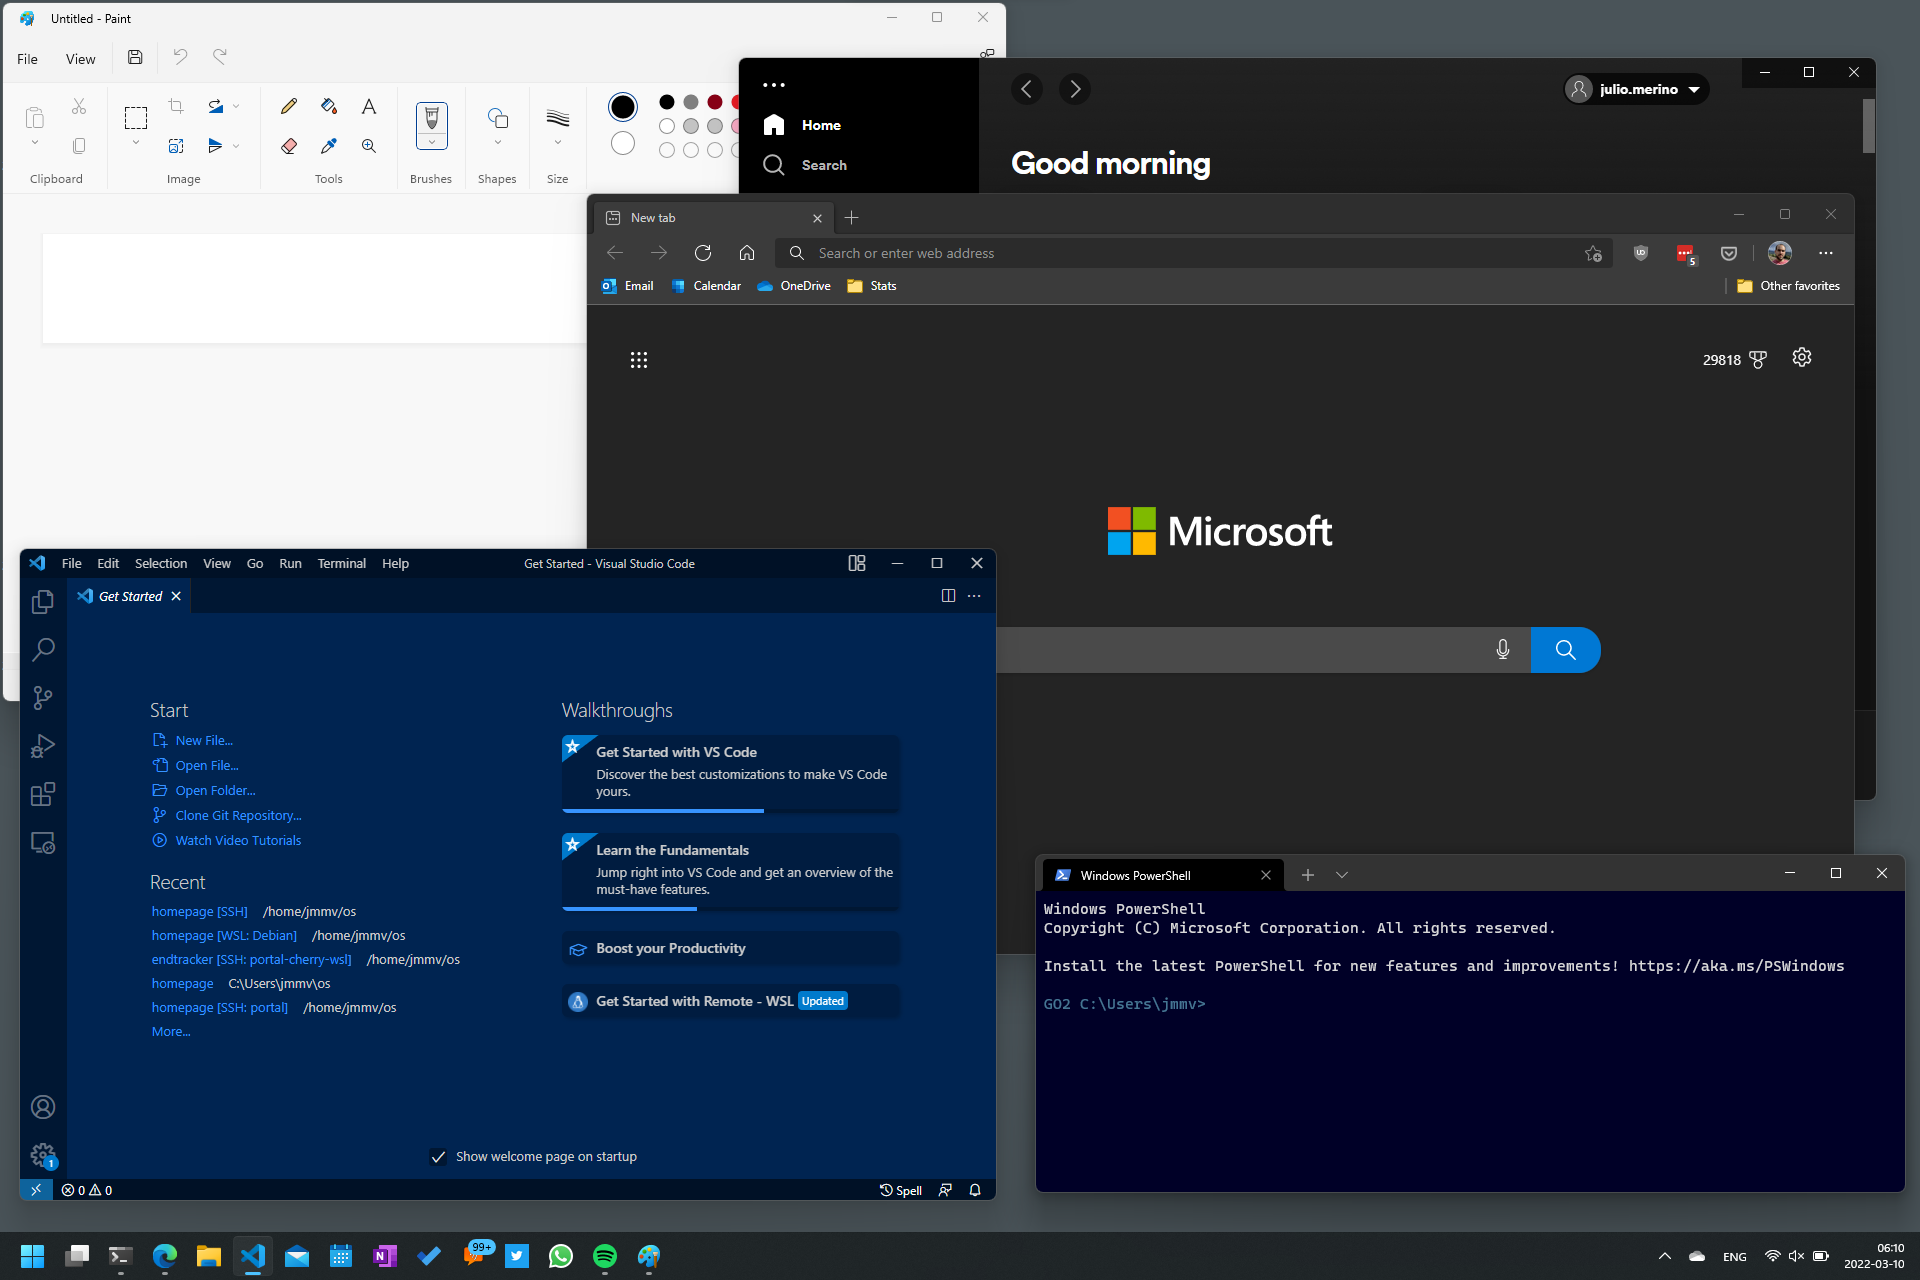 Untitled - Paint
File View
Clipboard
Image
Tools
Brushes
Shapes
Size
Home
Search
julio.merino
Good morning
New tab
Search or enter web address
5
Email Calendar OneDrive Stats
Other favorites
29818
Microsoft
File Edit Selection View Go Run Terminal Help
Get Started - Visual Studio Code
Get Started
Start
New File...
Open File...
Open Folder...
Clone Git Repository...
Watch Video Tutorials
Recent
homepage [SSH] /home/jmmv/os
homepage [WSL: Debian] /home/jmmv/os
endtracker [SSH: portal-cherry-wsl] /home/jmmv/os
homepage C:\Users\jmmv\os
homepage [SSH: portal] /home/jmmv/os
More...
Walkthroughs
Get Started with VS Code
Discover the best customizations to make VS Code
yours.
Learn the Fundamentals
Jump right into VS Code and get an overview of the
must-have features.
Boost your Productivity
Get Started with Remote - WSL Updated
Show welcome page on startup
1
0 0
Spell
Windows PowerShell
Windows PowerShell
Copyright (C) Microsoft Corporation. All rights reserved.
Install the latest PowerShell for new features and improvements! https://aka.ms/PSWindows
GO2 C:\Users\jmmv>
99+
ENG
06:10
2022-03-10